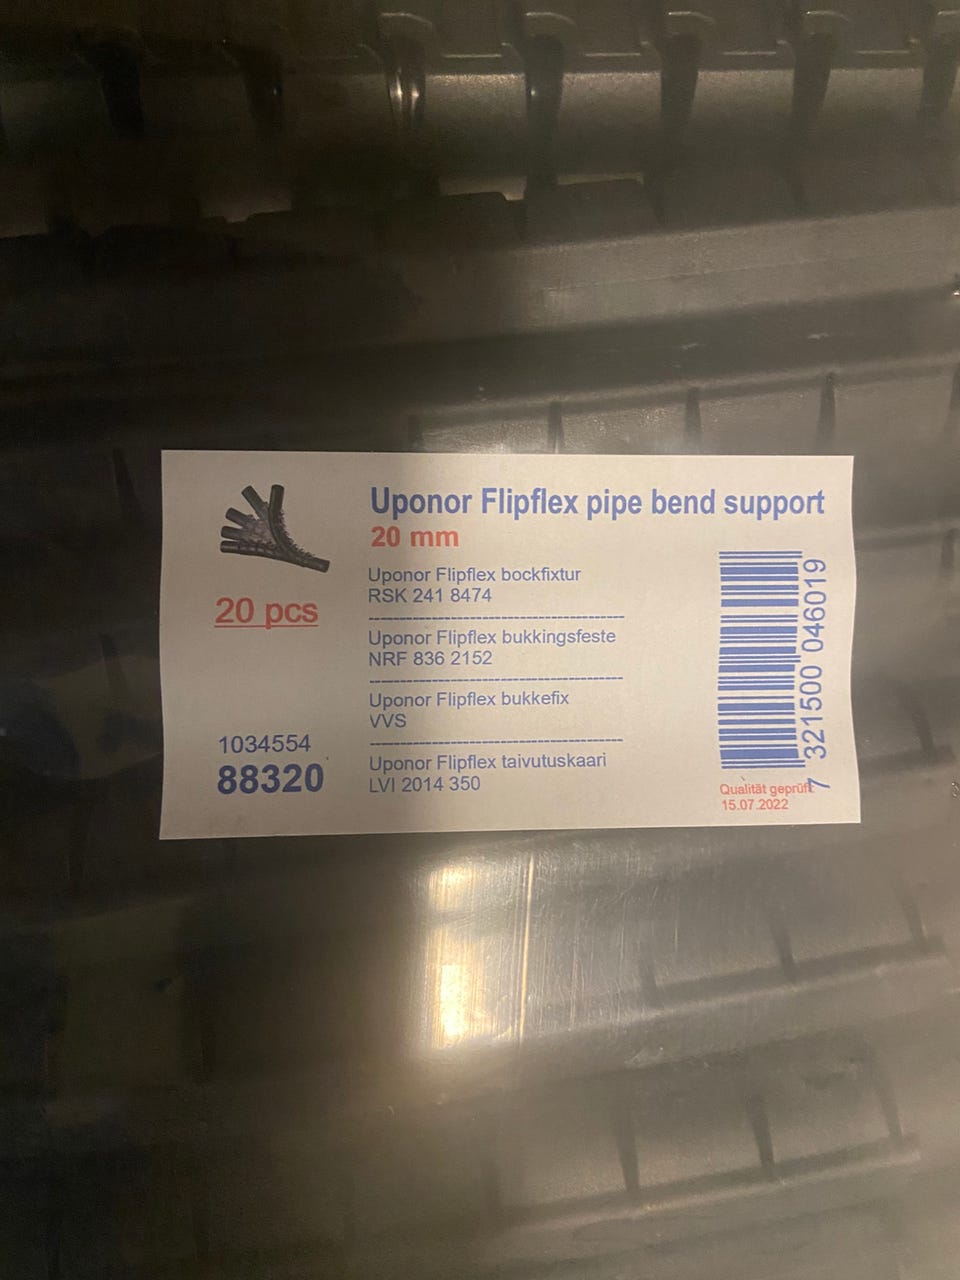 Uponor Flipflex pipe bend support
20 mm
20 pcs
Uponor Flipflex bockfixtur
RSK 241 8474
Uponor Flipflex bukkingsfeste
NRF 836 2152
Uponor Flipflex bukkefix
VVS
Uponor Flipflex taivutuskaari
LVI 2014 350
1034554
88320
7 321500 046019
Qualität geprüft
15.07.2022